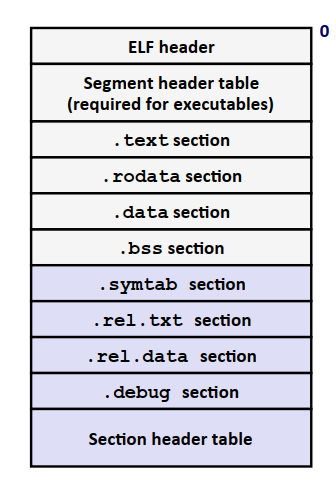 0
ELF header
Segment header table
(required for executables)
.text section
.rodata section
.data section
.bss section
.symtab section
.rel.txt section
.rel.data section
.debug section
Section header table